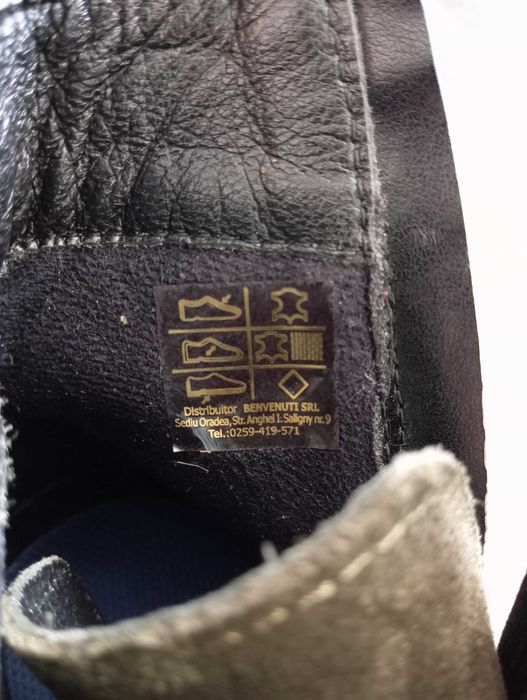 Distribuitor BENVENUTI SRL
Sediu Oradea, Str. Anghel I. Saligny nr. 9
Tel.:0259-419-571